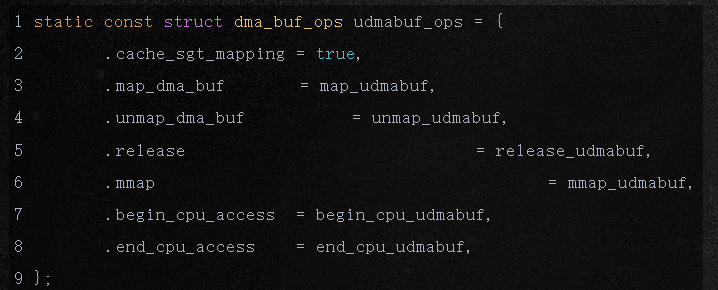 1 static const struct dma_buf_ops udmabuf_ops = {
2         .cache_sgt_mapping = true,
3         .map_dma_buf       = map_udmabuf,
4         .unmap_dma_buf          = unmap_udmabuf,
5         .release                        = release_udmabuf,
6         .mmap                                = mmap_udmabuf,
7         .begin_cpu_access  = begin_cpu_udmabuf,
8         .end_cpu_access    = end_cpu_udmabuf,
9 };